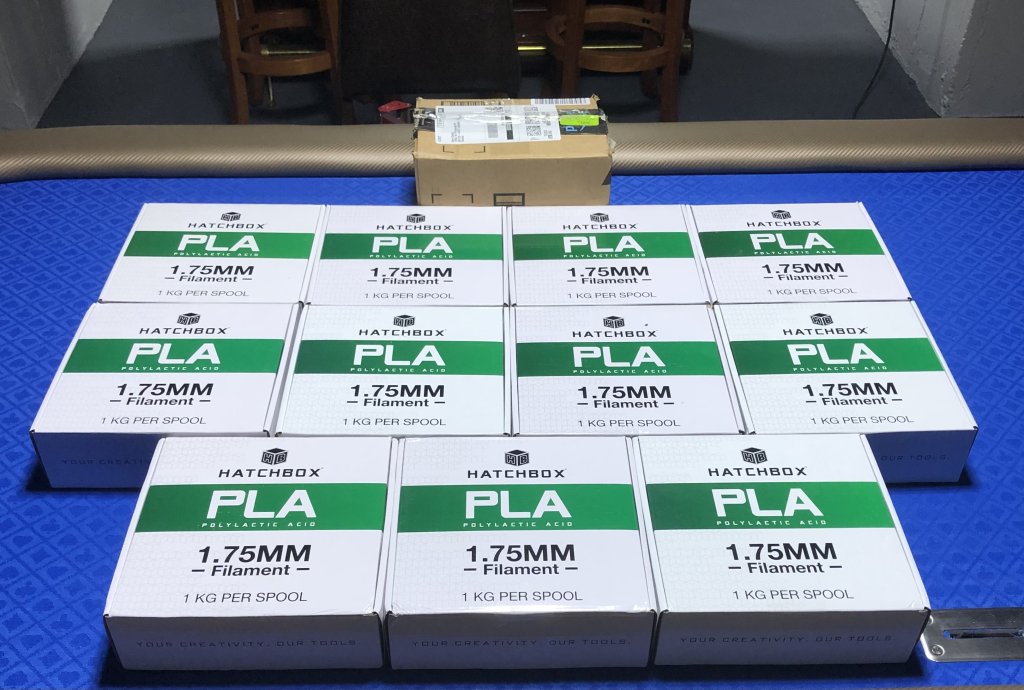 HATCHBOX
PLA
POLYLACTIC ACID
1.75MM
Filament
1 KG PER SPOOL
HATCHBOX
PLA
POLYLACTIC ACID
1.75MM
Filament
1 KG PER SPOOL
HATCHBOX
PLA
POLYLACTIC ACID
1.75MM
Filament
1 KG PER SPOOL
HATCHBOX
PLA
POLYLACTIC ACID
1.75MM
Filament
1 KG PER SPOOL
HATCHBOX
PLA
POLYLACTIC ACID
1.75MM
Filament
1 KG PER SPOOL
YOUR CREATIVITY.
HATCHBOX
PLA
POLYLACTIC ACID
1.75MM
Filament
1 KG PER SPOOL
HATCHBOX
PLA
POLYLACTIC ACID
1.75MM
Filament
1 KG PER SPOOL
HATCHBOX
PLA
POLYLACTIC ACID
1.75MM
Filament
1 KG PER SPOOL
OUR TOOLS.
HATCHBOX
PLA
POLYLACTIC ACID
1.75MM
Filament
1 KG PER SPOOL
YOUR CREATIVITY. OUR TOOLS.
HATCHBOX
PLA
POLYLACTIC ACID
1.75MM
Filament
1 KG PER SPOOL
YOUR CREATIVITY. OUR TOOLS.
HATCHBOX
PLA
POLYLACTIC ACID
1.75MM
Filament
1 KG PER SPOOL
YOUR CREATIVITY. OUR TOOLS.